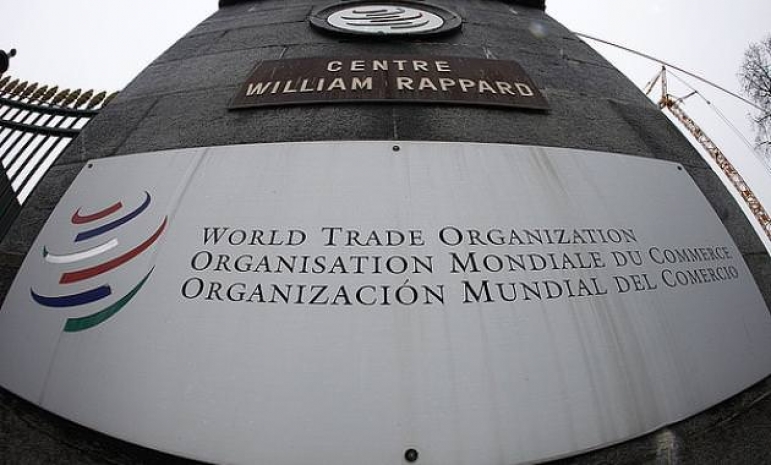 CENTRE
WILLIAM RAPPARD
WORLD TRADE ORGANIZATION
ORGANISATION MONDIALE DU COMMERCE
ORGANIZACIÓN MUNDIAL DEL COMERCIO